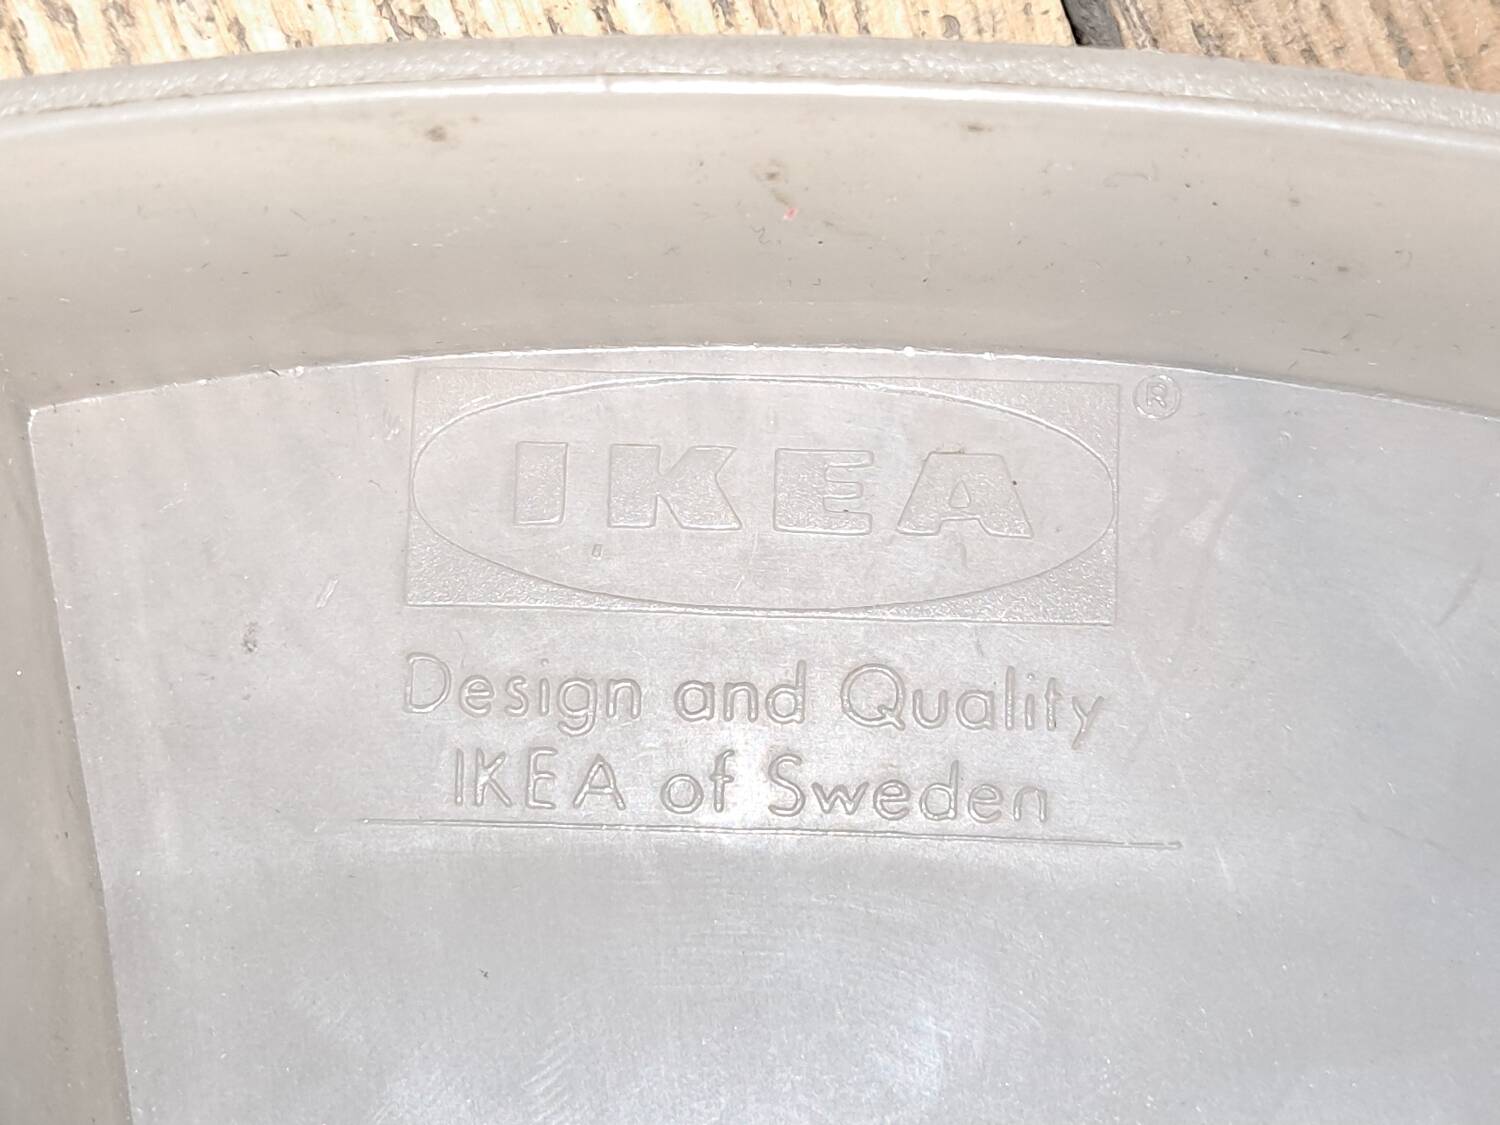 IKEA®
Design and Quality
IKEA of Sweden